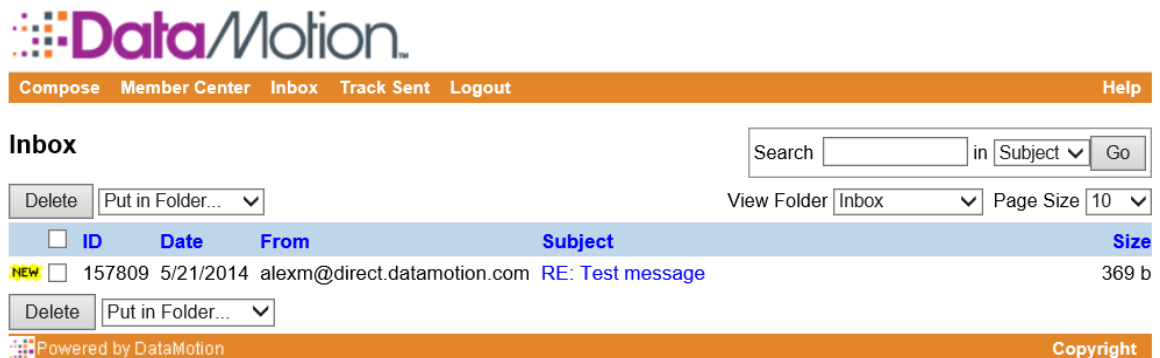 DataMotion™
Compose Member Center Inbox Track Sent Logout Help
Inbox
Search in Subject Go
Delete Put in Folder... View Folder Inbox Page Size 10
ID Date From Subject Size
NEW 157809 5/21/2014 alexm@direct.datamotion.com RE: Test message 369 b
Delete Put in Folder...
Powered by DataMotion Copyright